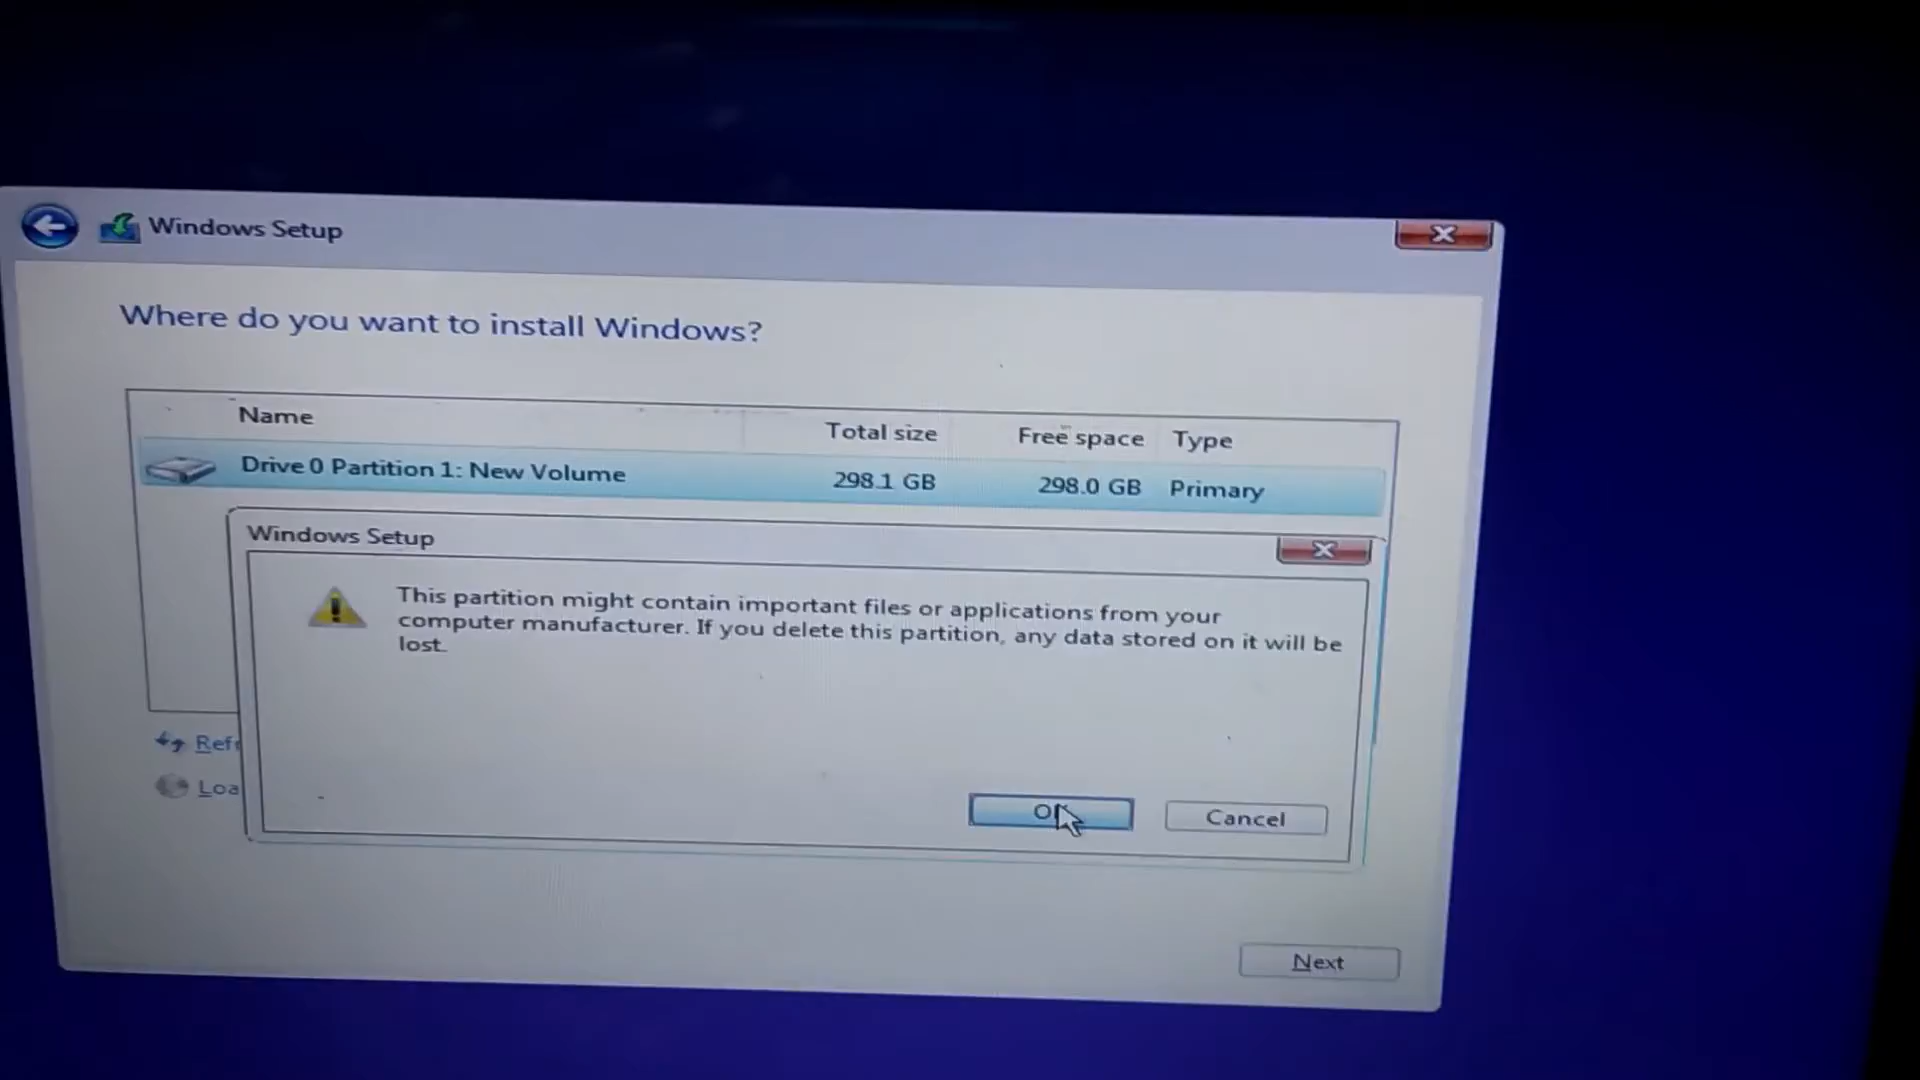 Windows Setup
Where do you want to install Windows?
Name Total size Free space Type
Drive 0 Partition 1: New Volume 298.1 GB 298.0 GB Primary
Windows Setup
This partition might contain important files or applications from your
computer manufacturer. If you delete this partition, any data stored on it will be
lost.
Refr
Loa
OK Cancel
Next